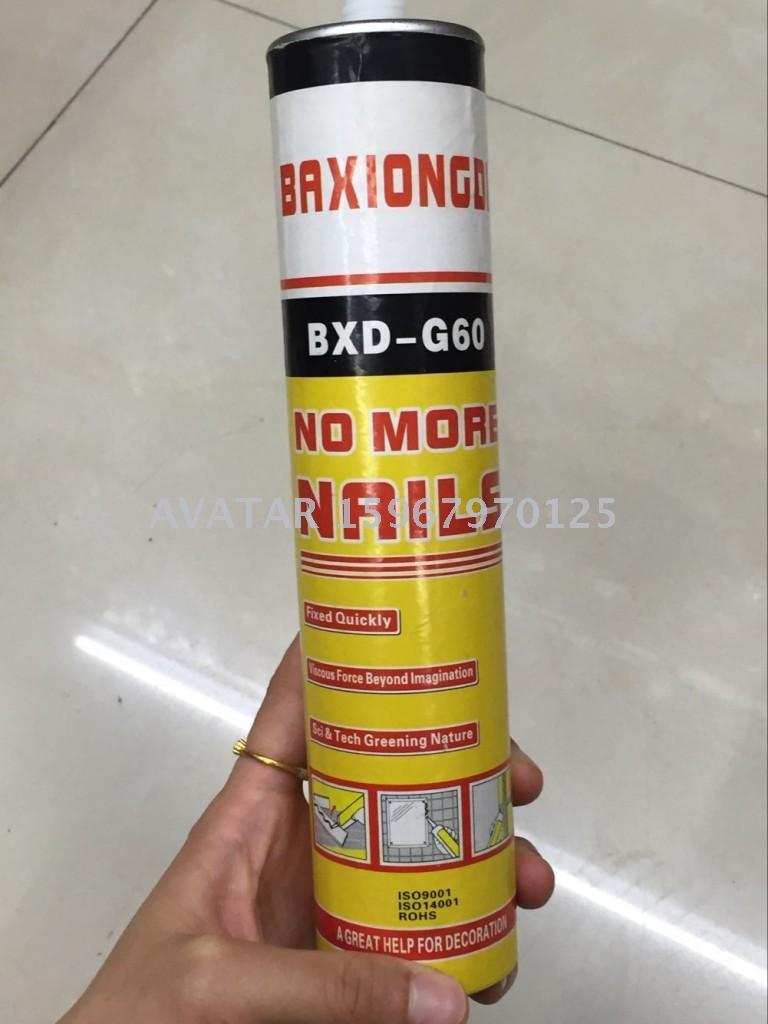 BAXIONGD
BXD-G60
NO MORE
NAILS
AVATAR 15967970125
Fixed Quickly
Viscous Force Beyond Imagination
Sci & Tech Greening Nature
ISO9001
ISO14001
ROHS
A GREAT HELP FOR DECORATION